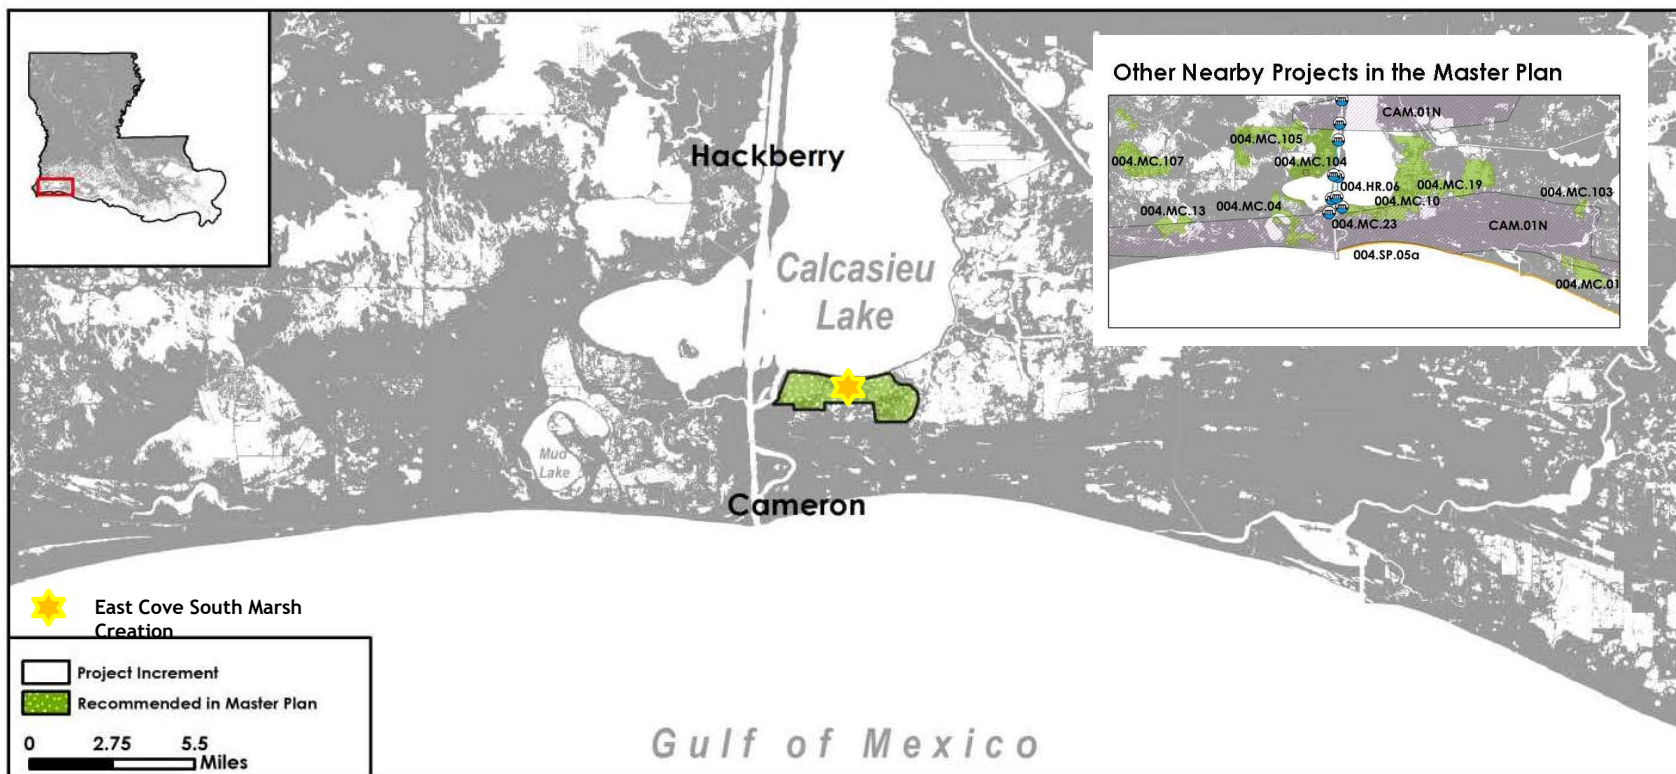 Other Nearby Projects in the Master Plan
CAM.01N
004.MC.105
004.MC.107
004.MC.104
004.HR.06
004.MC.19
004.MC.103
004.MC.04
004.MC.10
004.MC.13
004.MC.23
CAM.01N
004.SP.05a
004.MC.01
Hackberry
Calcasieu
Lake
Mud
Lake
Cameron
East Cove South Marsh
Creation
Project Increment
Recommended in Master Plan
0 2.75 5.5
Miles
Gulf of Mexico